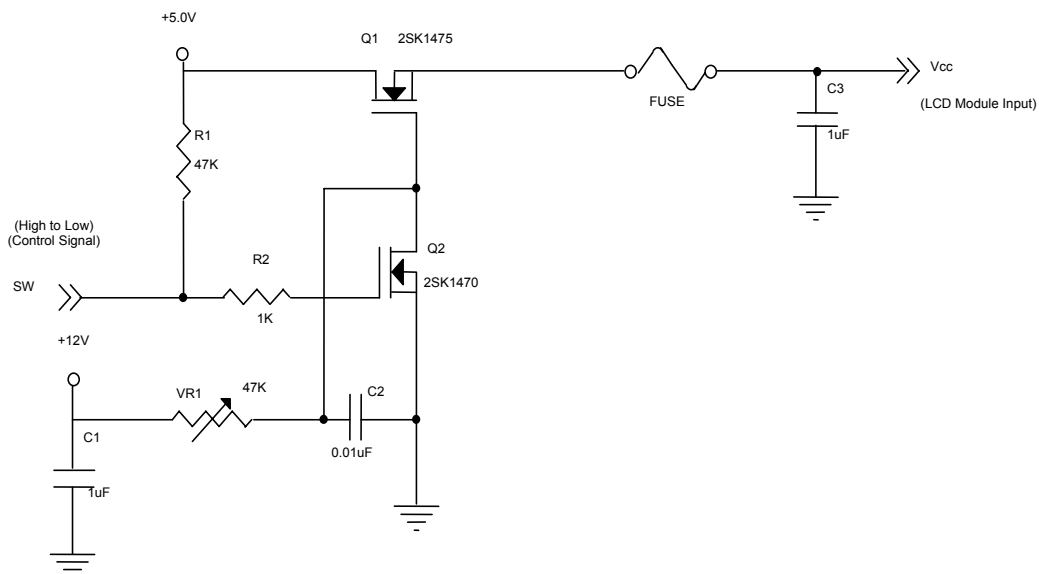 +5.0V
Q1 2SK1475
Vcc
FUSE
C3
(LCD Module Input)
R1
47K
1uF
(High to Low)
(Control Signal)
Q2
R2
2SK1470
SW
1K
+12V
VR1
47K
C2
C1
0.01uF
1uF